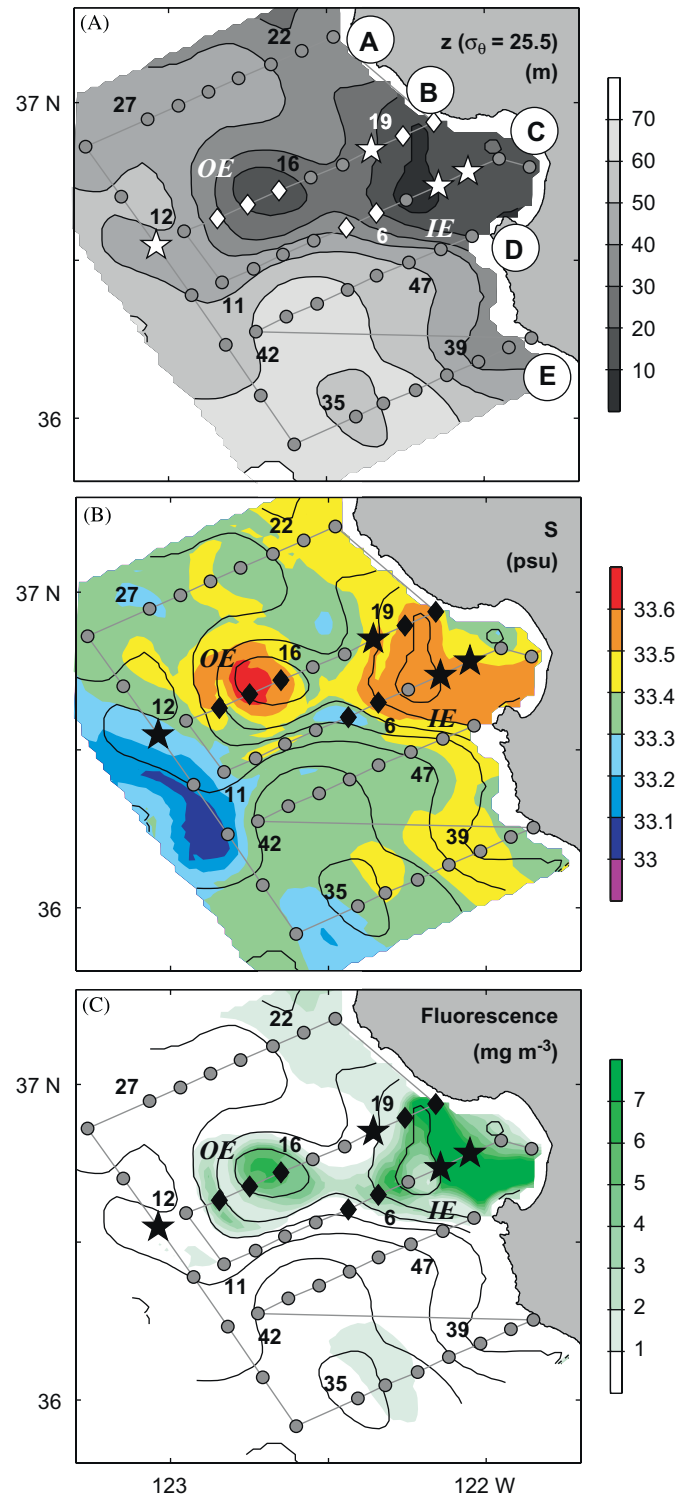 (A)
z (σθ = 25.5)
(m)
A
B
C
D
E
22
27
19
16
OE
12
6
IE
11
47
42
39
35
37 N
36
70
60
50
40
30
20
10
(B)
S
(psu)
22
27
19
16
OE
12
6
IE
11
47
42
39
35
37 N
36
33.6
33.5
33.4
33.3
33.2
33.1
33
(C)
Fluorescence
(mg m-3)
22
27
19
16
OE
12
6
IE
11
47
42
39
35
37 N
36
7
6
5
4
3
2
1
123
122 W